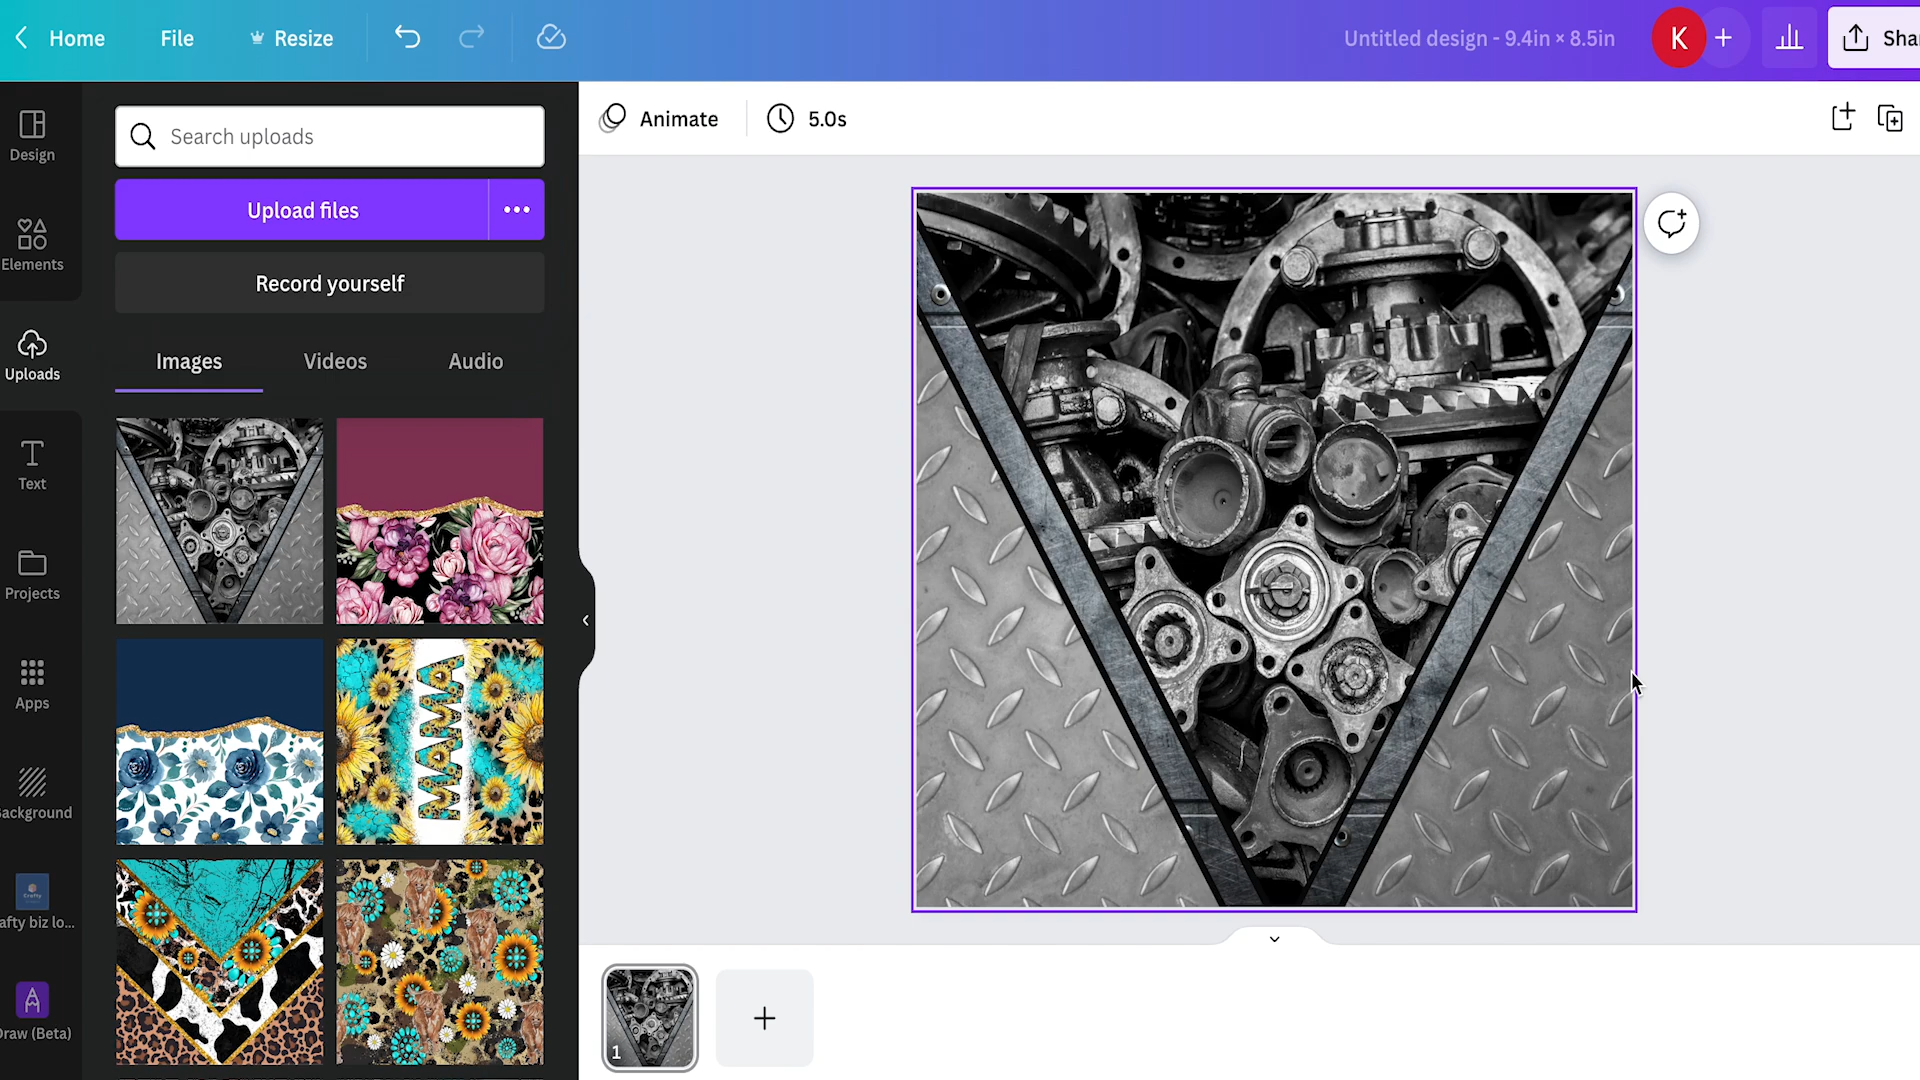 Home
File
Resize
Untitled design - 9.4in × 8.5in
K
Sha
Design
Elements
Uploads
Text
Projects
Apps
ackground
afty biz lo...
Draw (Beta)
Search uploads
Upload files
Record yourself
Images
Videos
Audio
MAMA
Animate
5.0s
1